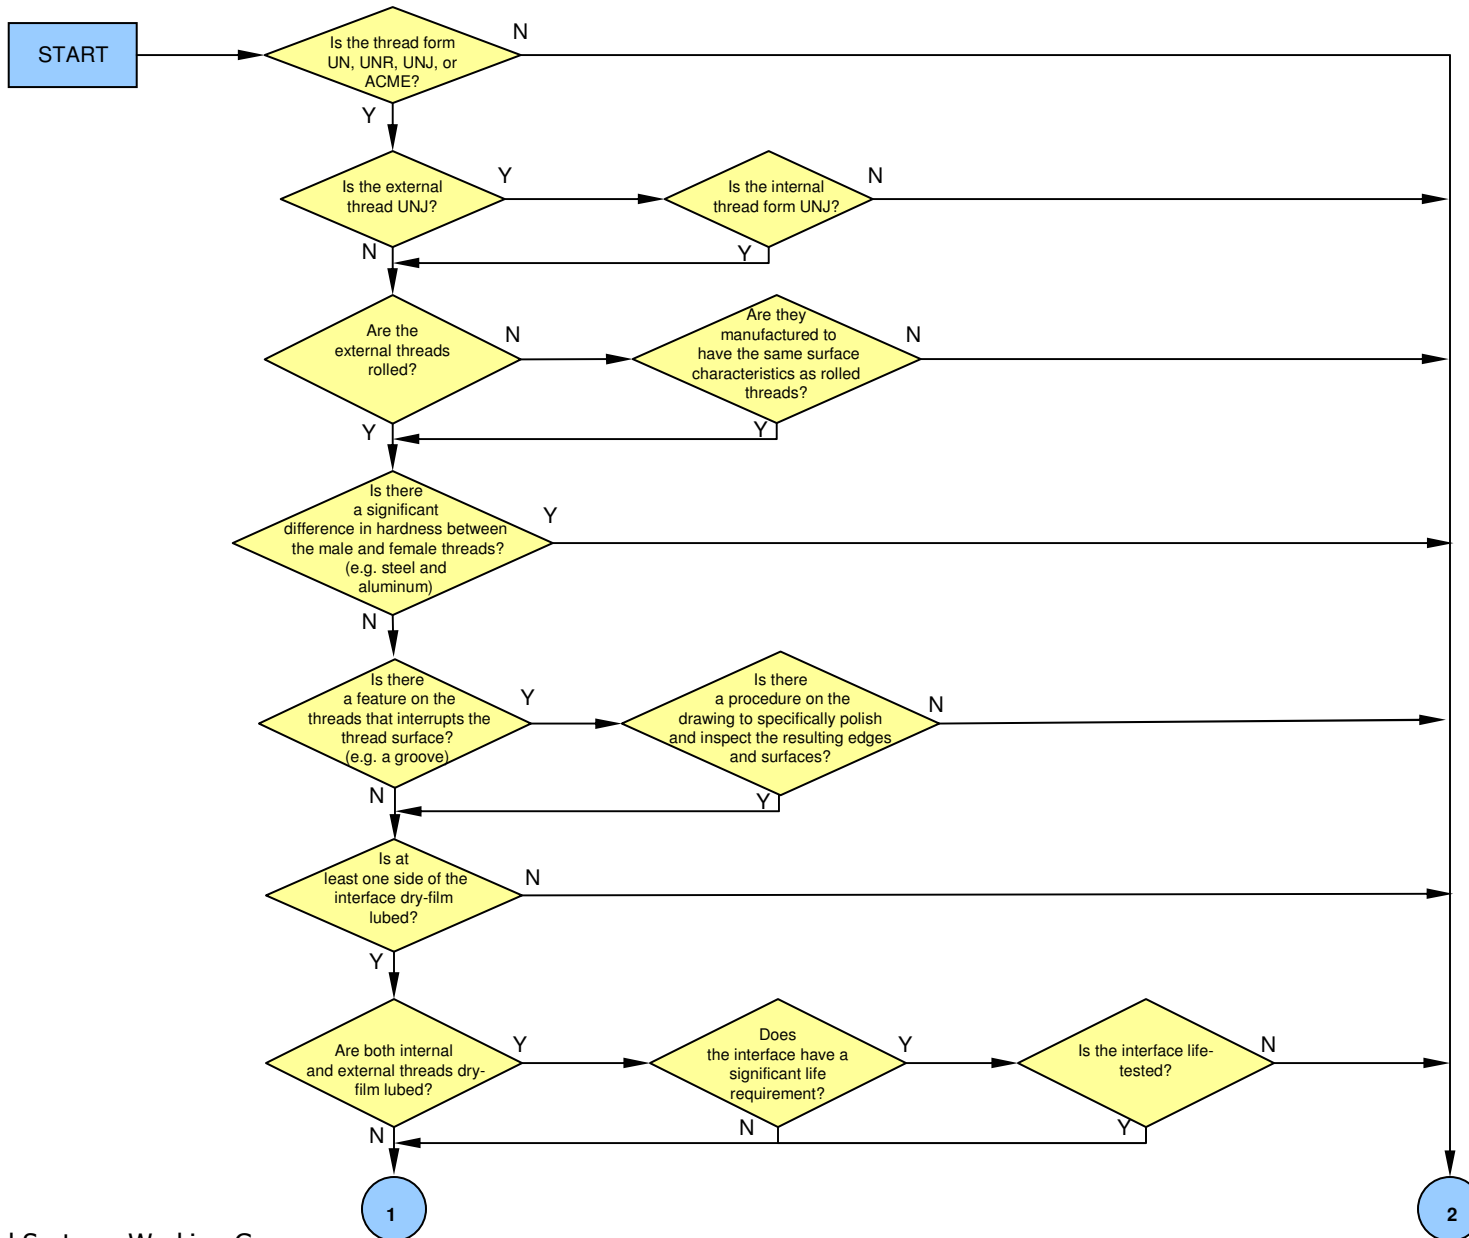 START
Is the thread form
UN, UNR, UNJ, or
ACME?
N
Y
Is the external
thread UNJ?
Y
Is the internal
thread form UNJ?
N
N
Y
Are the
external threads
rolled?
N
Are they
manufactured to
have the same surface
characteristics as rolled
threads?
N
Y
Y
Is there
a significant
difference in hardness between
the male and female threads?
(e.g. steel and
aluminum)
Y
N
Is there
a feature on the
threads that interrupts the
thread surface?
(e.g. a groove)
Y
Is there
a procedure on the
drawing to specifically polish
and inspect the resulting edges
and surfaces?
N
N
Y
Is at
least one side of the
interface dry-film
lubed?
N
Y
Are both internal
and external threads dry-
film lubed?
Y
Does
the interface have a
significant life
requirement?
Y
Is the interface life-
tested?
N
N
N
Y
1
2